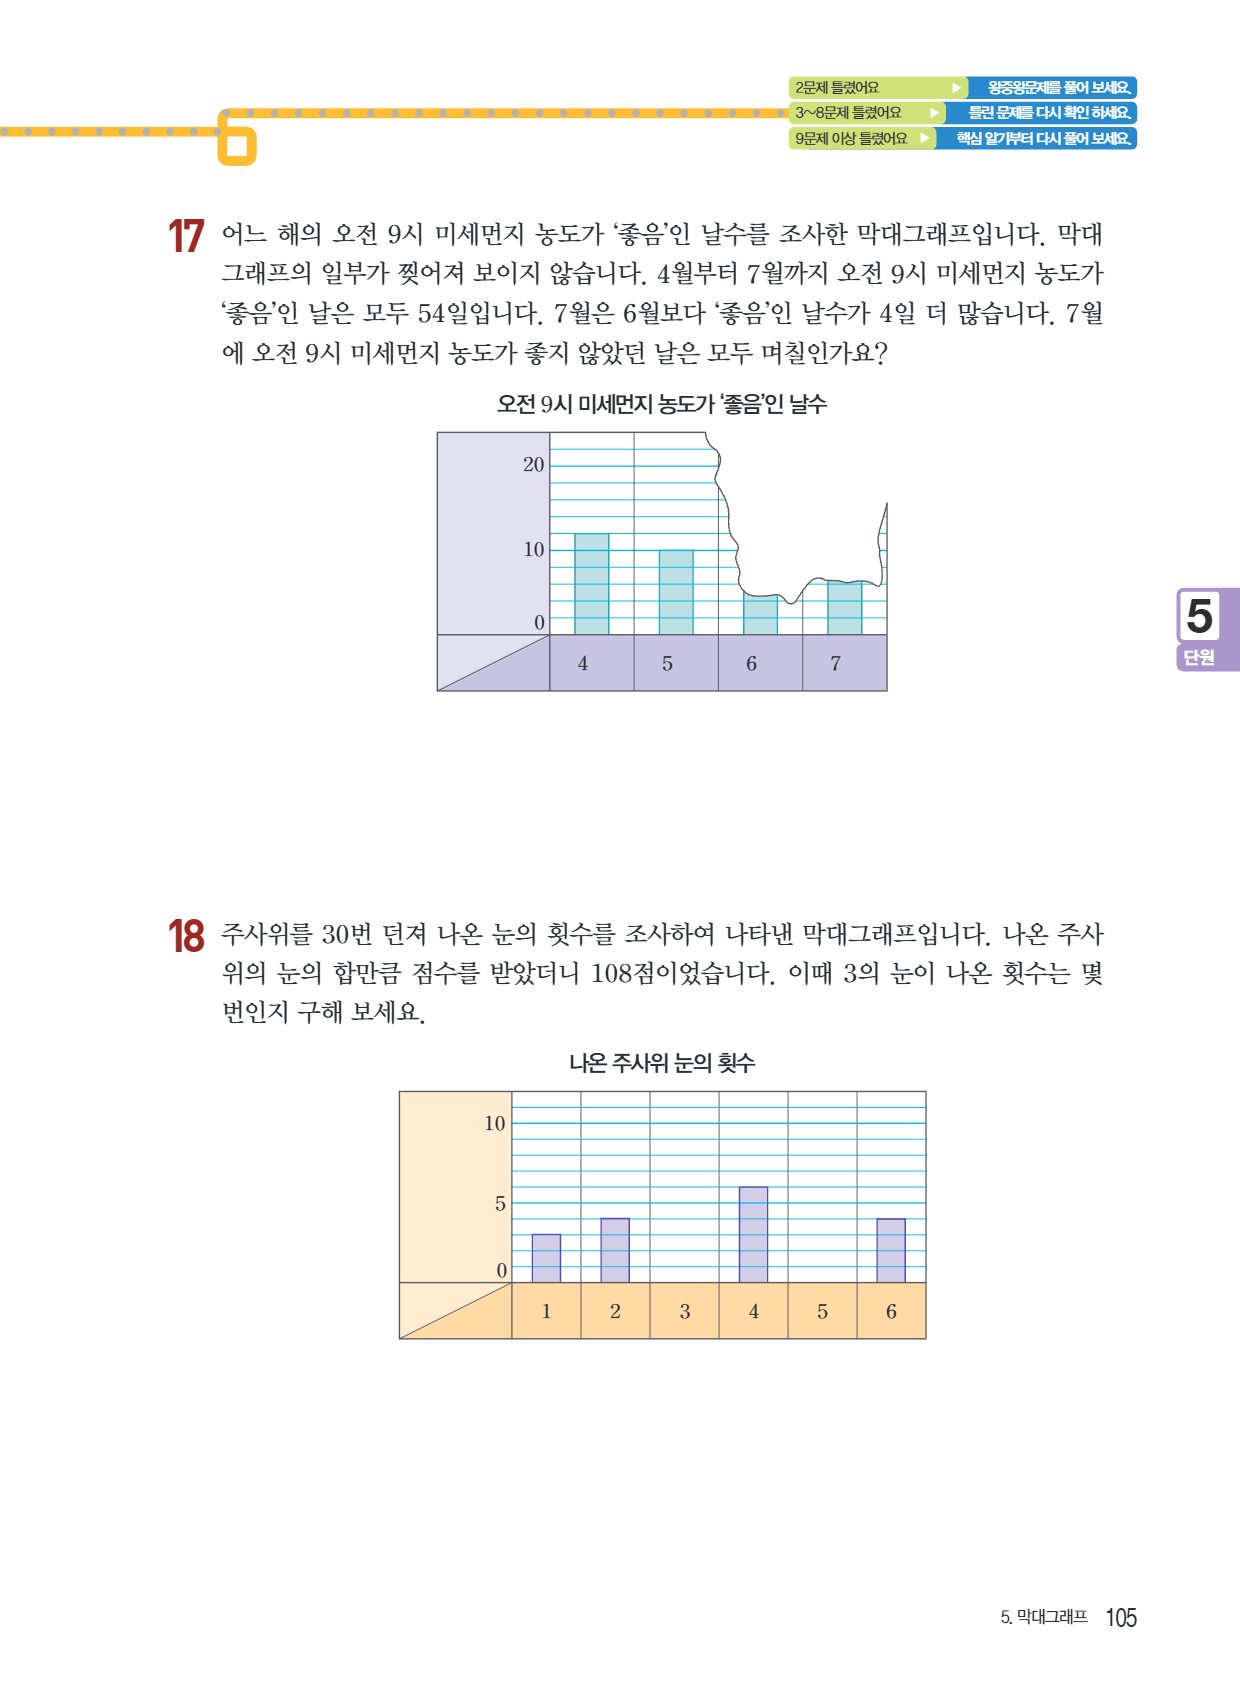 2문제 틀렸어요 ▶ 왕중왕문제를 풀어 보세요.
3~8문제 틀렸어요 ▶ 틀린 문제를 다시 확인 하세요.
9문제 이상 틀렸어요 ▶ 핵심 알기부터 다시 풀어 보세요.
17 어느 해의 오전 9시 미세먼지 농도가 ‘좋음’인 날수를 조사한 막대그래프입니다. 막대
그래프의 일부가 찢어져 보이지 않습니다. 4월부터 7월까지 오전 9시 미세먼지 농도가
‘좋음’인 날은 모두 54일입니다. 7월은 6월보다 ‘좋음’인 날수가 4일 더 많습니다. 7월
에 오전 9시 미세먼지 농도가 좋지 않았던 날은 모두 며칠인가요?
오전 9시 미세먼지 농도가 ‘좋음’인 날수
20
10
0
4 5 6 7
5
단원
18 주사위를 30번 던져 나온 눈의 횟수를 조사하여 나타낸 막대그래프입니다. 나온 주사
위의 눈의 합만큼 점수를 받았더니 108점이었습니다. 이때 3의 눈이 나온 횟수는 몇
번인지 구해 보세요.
나온 주사위 눈의 횟수
10
5
0
1 2 3 4 5 6
5. 막대그래프 105